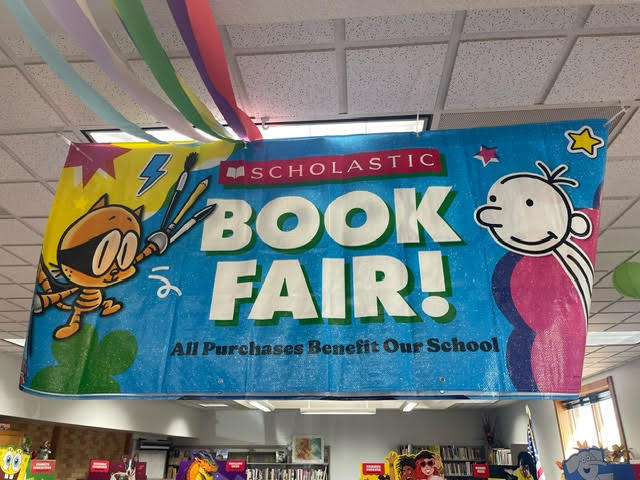 SCHOLASTIC
BOOK
FAIR!
All Purchases Benefit Our School